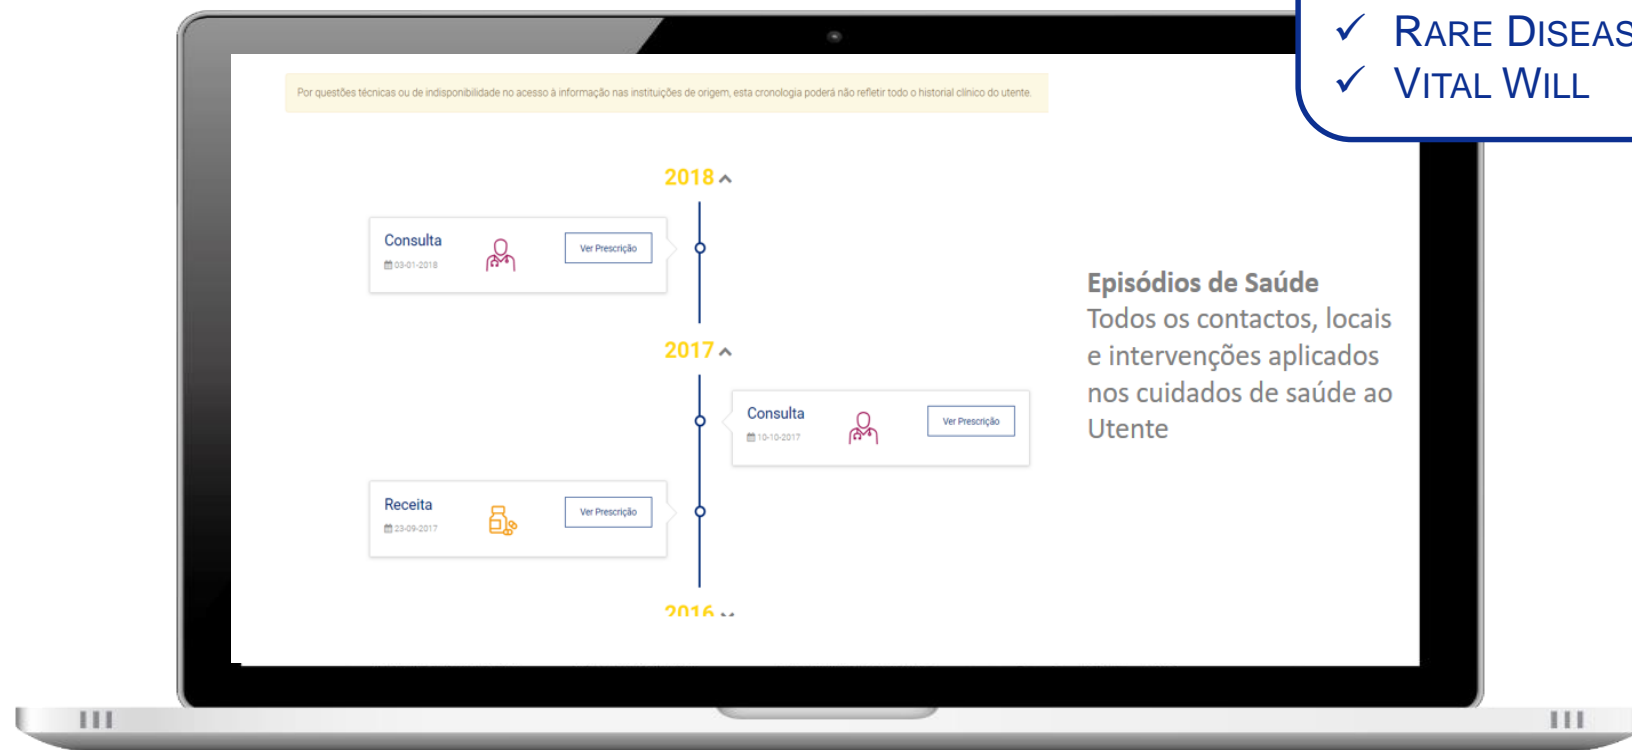 ✓ RARE DISEAS
✓ VITAL WILL
Por questões técnicas ou de indisponibilidade no acesso à informação nas instituições de origem, esta cronologia poderá não refletir todo o historial clínico do utente.
2018
Consulta
03-01-2018
Ver Prescrição
2017
Consulta
10-10-2017
Ver Prescrição
Receita
23-09-2017
Ver Prescrição
2016
Episódios de Saúde
Todos os contactos, locais
e intervenções aplicados
nos cuidados de saúde ao
Utente